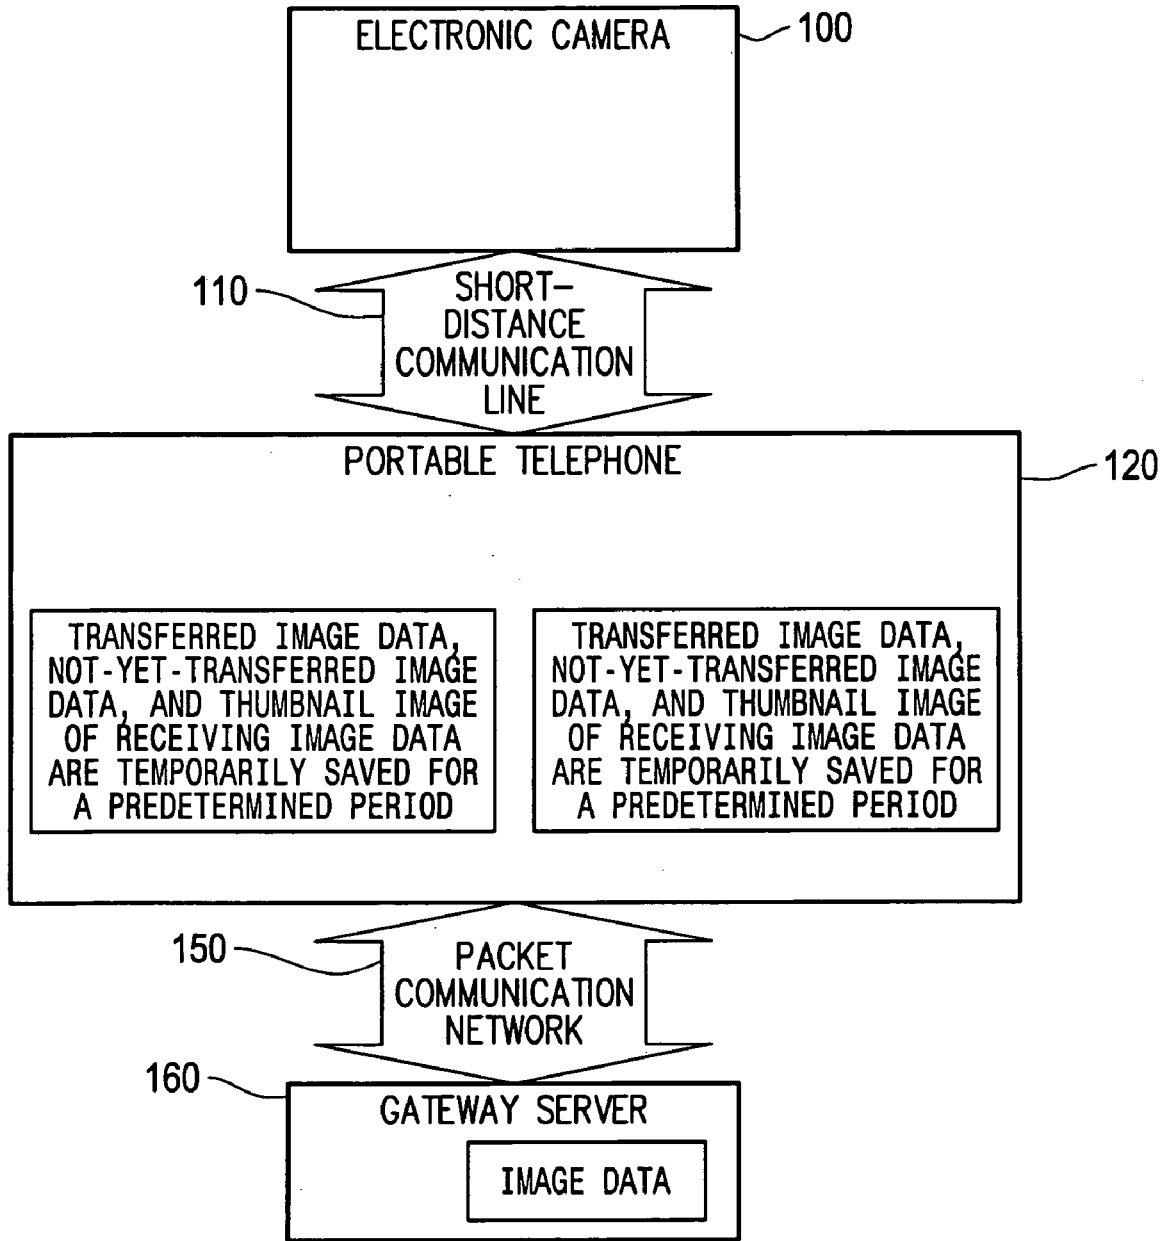 ELECTRONIC CAMERA
100
110
SHORT-
DISTANCE
COMMUNICATION
LINE
PORTABLE TELEPHONE
120
TRANSFERRED IMAGE DATA,
NOT-YET-TRANSFERRED IMAGE
DATA, AND THUMBNAIL IMAGE
OF RECEIVING IMAGE DATA
ARE TEMPORARILY SAVED FOR
A PREDETERMINED PERIOD
TRANSFERRED IMAGE DATA,
NOT-YET-TRANSFERRED IMAGE
DATA, AND THUMBNAIL IMAGE
OF RECEIVING IMAGE DATA
ARE TEMPORARILY SAVED FOR
A PREDETERMINED PERIOD
150
PACKET
COMMUNICATION
NETWORK
160
GATEWAY SERVER
IMAGE DATA